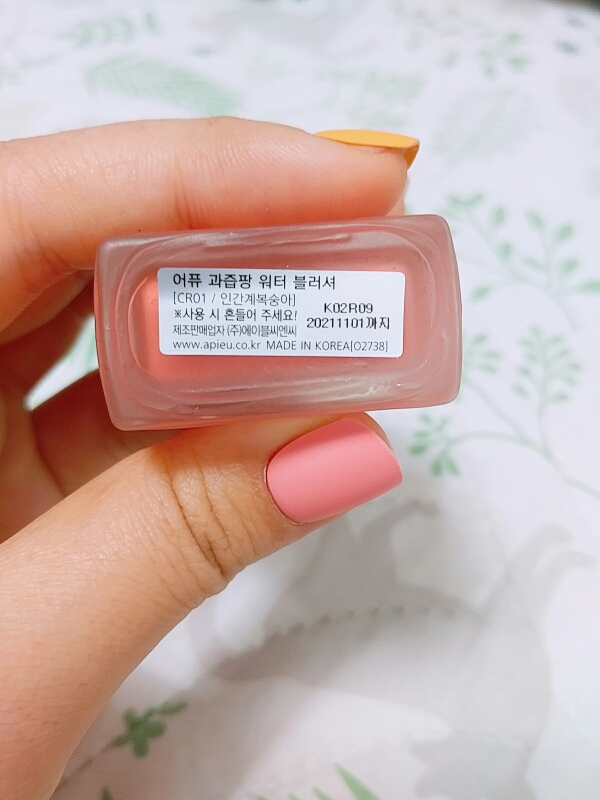 어퓨 과즙팡 워터 블러셔
[CR01 / 인간계복숭아]
※사용 시 흔들어 주세요!
K02R09
20211101까지
제조판매업자 (주)에이블씨엔씨
www.apieu.co.kr MADE IN KOREA[O2738]